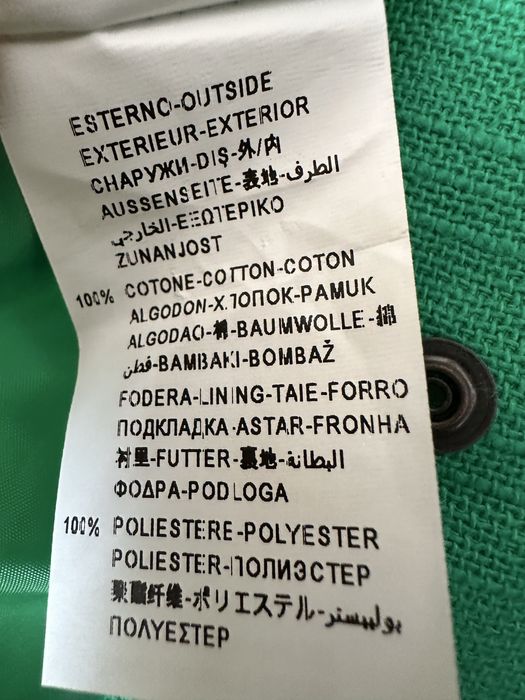 ESTERNO-OUTSIDE
EXTERIEUR-EXTERIOR
СНАРУЖИ-DIŞ-外/内
AUSSENSEITE-表地-الطرف
الخارجي-ΕΞΩΤΕΡΙΚΟ
ZUNANJOST
100% COTONE-COTTON-COTON
ALGODON-ХЛОПОК-PAMUK
ALGODAO-棉-BAUMWOLLE-綿
قطن-BAMBAKI-BOMBAŽ
FODERA-LINING-TAIE-FORRO
ПОДКЛАДКА-ASTAR-FRONHA
衬里-FUTTER-裏地-البطانة
ΦΟΔΡΑ-PODLOGA
100% POLIESTERE-POLYESTER
POLIESTER-ПОЛИЭСТЕР
聚酯纤维-ポリエステル-بوليستر
ΠΟΛΥΕΣΤΕΡ